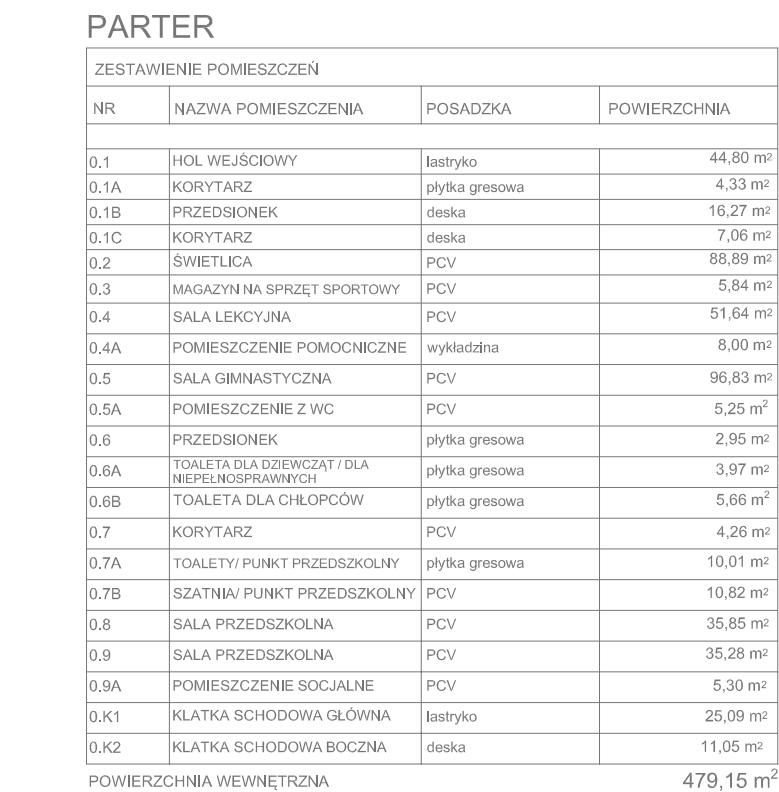 PARTER
ZESTAWIENIE POMIESZCZEŃ
NR NAZWA POMIESZCZENIA POSADZKA POWIERZCHNIA
0.1 HOL WEJŚCIOWY lastryko 44,80 m²
0.1A KORYTARZ płytka gresowa 4,33 m²
0.1B PRZEDSIONEK deska 16,27 m²
0.1C KORYTARZ deska 7,06 m²
0.2 ŚWIETLICA PCV 88,89 m²
0.3 MAGAZYN NA SPRZĘT SPORTOWY PCV 5,84 m²
0.4 SALA LEKCYJNA PCV 51,64 m²
0.4A POMIESZCZENIE POMOCNICZNE wykładzina 8,00 m²
0.5 SALA GIMNASTYCZNA PCV 96,83 m²
0.5A POMIESZCZENIE Z WC PCV 5,25 m²
0.6 PRZEDSIONEK płytka gresowa 2,95 m²
0.6A TOALETA DLA DZIEWCZĄT / DLA
NIEPEŁNOSPRAWNYCH płytka gresowa 3,97 m²
0.6B TOALETA DLA CHŁOPCÓW płytka gresowa 5,66 m²
0.7 KORYTARZ PCV 4,26 m²
0.7A TOALETY/ PUNKT PRZEDSZKOLNY płytka gresowa 10,01 m²
0.7B SZATNIA/ PUNKT PRZEDSZKOLNY PCV 10,82 m²
0.8 SALA PRZEDSZKOLNA PCV 35,85 m²
0.9 SALA PRZEDSZKOLNA PCV 35,28 m²
0.9A POMIESZCZENIE SOCJALNE PCV 5,30 m²
0.K1 KLATKA SCHODOWA GŁÓWNA lastryko 25,09 m²
0.K2 KLATKA SCHODOWA BOCZNA deska 11,05 m²
POWIERZCHNIA WEWNĘTRZNA 479,15 m²